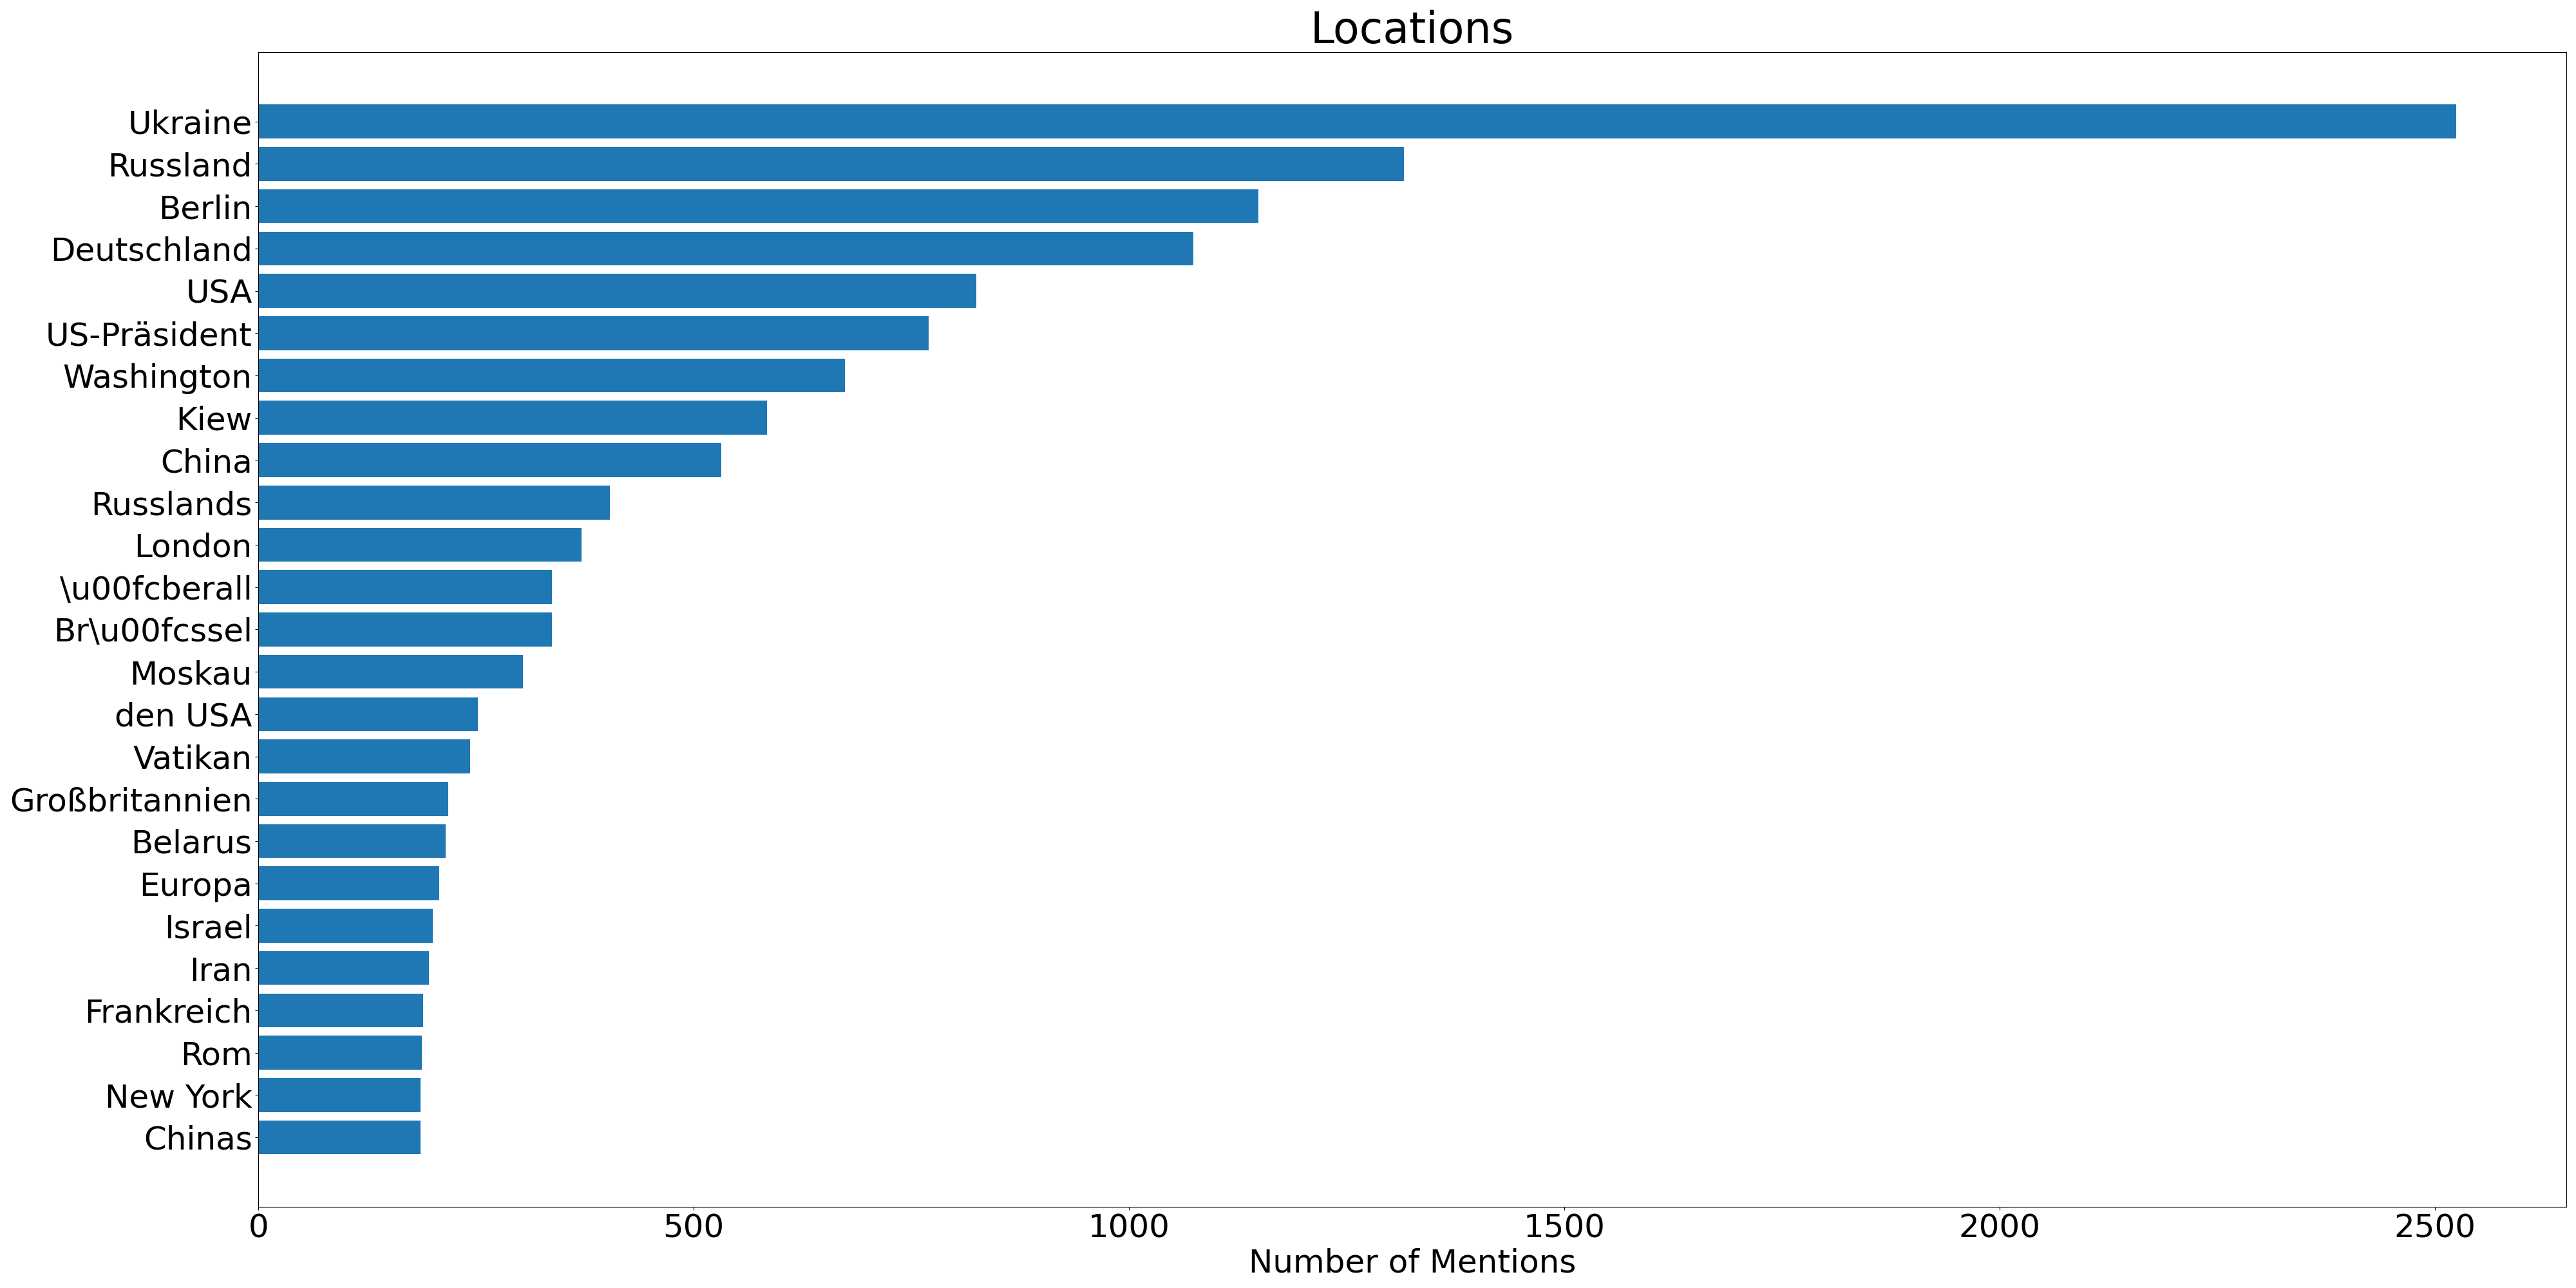 Locations
Ukraine
Russland
Berlin
Deutschland
USA
US-Präsident
Washington
Kiew
China
Russlands
London
\u00fcberall
Br\u00fcssel
Moskau
den USA
Vatikan
Großbritannien
Belarus
Europa
Israel
Iran
Frankreich
Rom
New York
Chinas
0 500 1000 1500 2000 2500
Number of Mentions